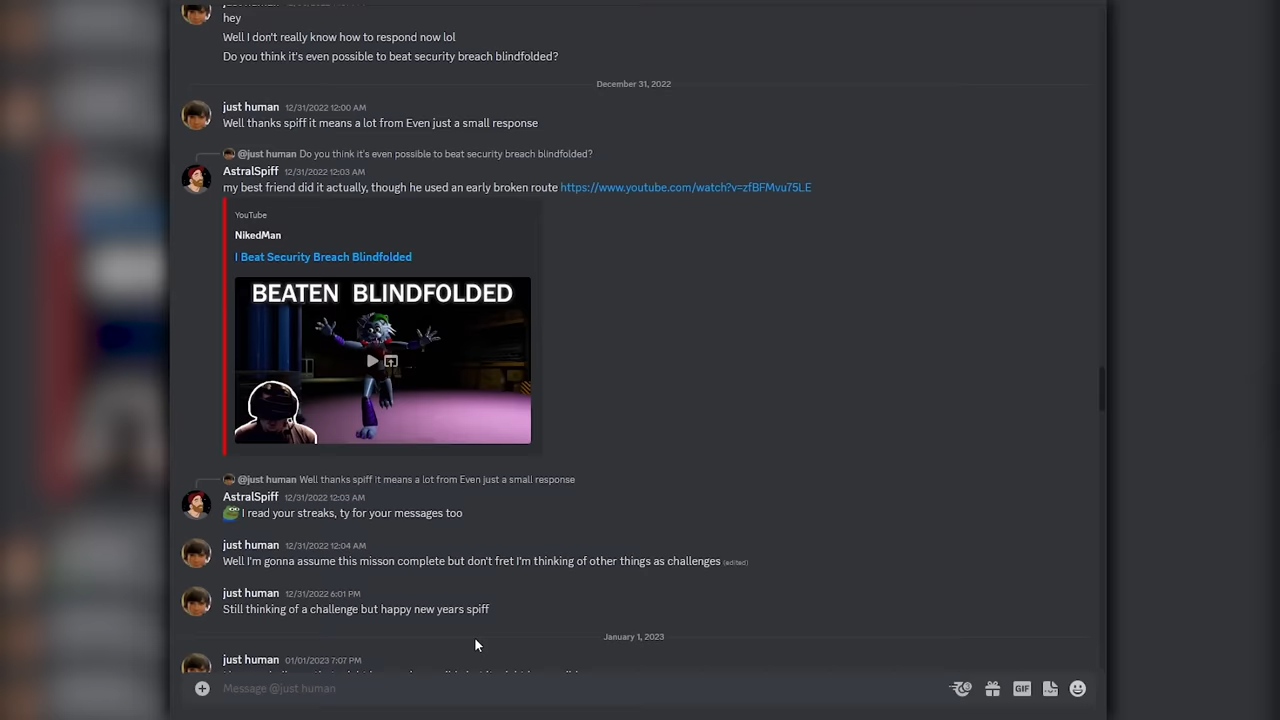 hey
Well I don't really know how to respond now lol
Do you think it's even possible to beat security breach blindfolded?
December 31, 2022
just human 12/31/2022 12:00 AM
Well thanks spiff it means a lot from Even just a small response
@just human Do you think it's even possible to beat security breach blindfolded?
AstralSpiff 12/31/2022 12:03 AM
my best friend did it actually, though he used an early broken route https://www.youtube.com/watch?v=zfBFMvu75LE
YouTube
NikedMan
I Beat Security Breach Blindfolded
BEATEN BLINDFOLDED
@just human Well thanks spiff it means a lot from Even just a small response
AstralSpiff 12/31/2022 12:03 AM
I read your streaks, ty for your messages too
just human 12/31/2022 12:04 AM
Well I'm gonna assume this misson complete but don't fret I'm thinking of other things as challenges (edited)
just human 12/31/2022 6:01 PM
Still thinking of a challenge but happy new years spiff
January 1, 2023
just human 01/01/2023 7:07 PM
Message @just human
GIF